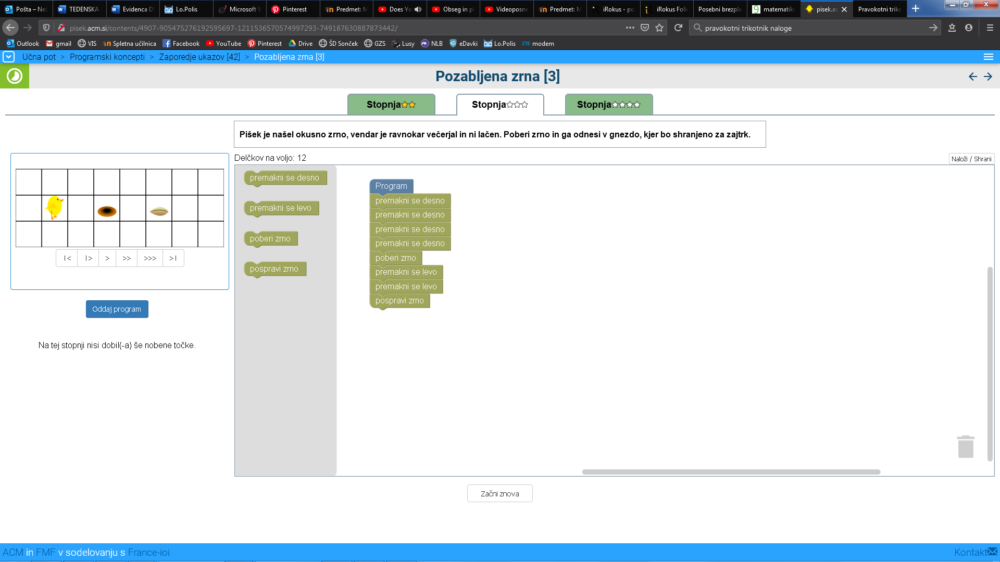 Pošta – Než TEDENSKA Evidenca D Lo.Polis Microsoft W Pinterest Predmet: M Does Yo Obseg in pl Videoposne Predmet: M iRokus - po iRokus Foli Posebni brezpla matematika pisek.ac Pravokotni triko
pisek.acm.si/contents/4907-905475276192595697-1211536570574997293-749187630887873442/ pravokotni trikotnik naloge
Outlook gmail VIS Spletna učilnica Facebook YouTube Pinterest Drive ŠD Sonček GZS Lusy NLB eDavki Lo.Polis ZTE modem
Učna pot > Programski koncepti > Zaporedje ukazov [42] > Pozabljena zrna [3]
Pozabljena zrna [3]
Stopnja Stopnja Stopnja
Pišek je našel okusno zrno, vendar je ravnokar večerjal in ni lačen. Poberi zrno in ga odnesi v gnezdo, kjer bo shranjeno za zajtrk.
Delčkov na voljo: 12
Naloži / Shrani
premakni se desno
premakni se levo
poberi zrno
pospravi zrno
Program
premakni se desno
premakni se desno
premakni se desno
premakni se desno
poberi zrno
premakni se levo
premakni se levo
pospravi zrno
|< |> > >> >>> >|
Oddaj program
Na tej stopnji nisi dobil(-a) še nobene točke.
Začni znova
ACM in FMF v sodelovanju s France-ioi
Kontakt